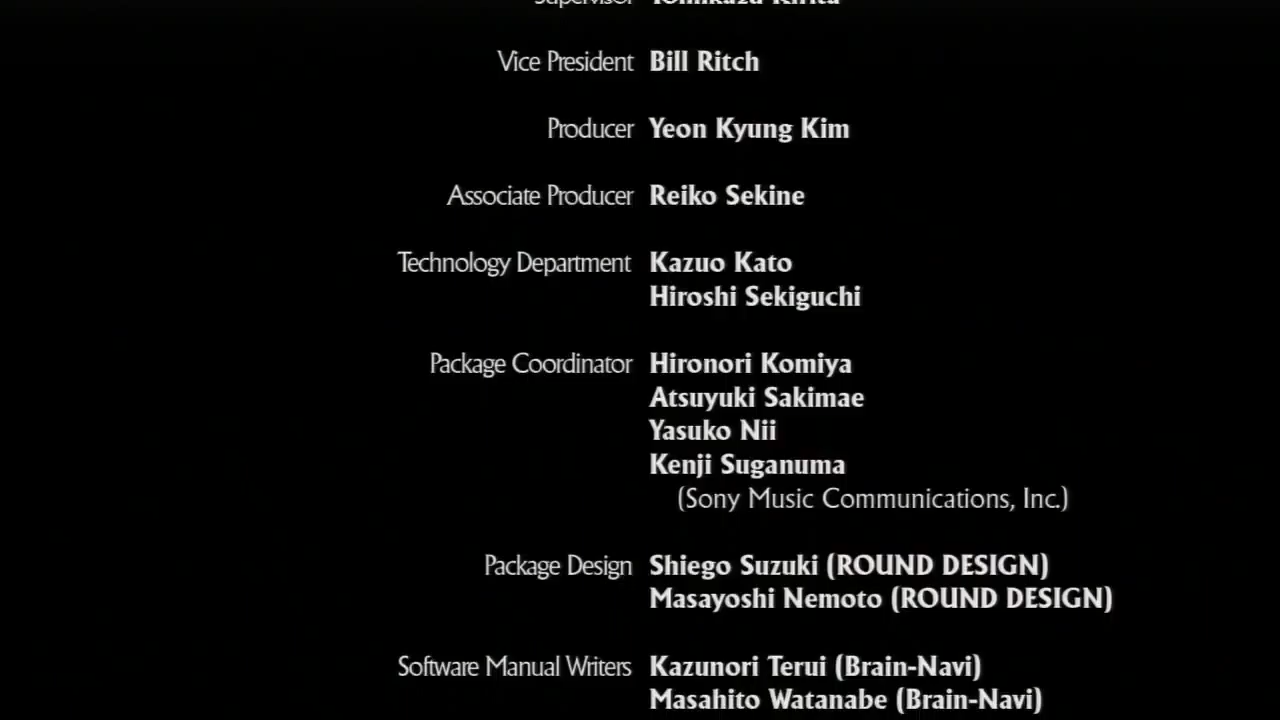 Supervisor
Vice President Bill Ritch
Producer Yeon Kyung Kim
Associate Producer Reiko Sekine
Technology Department Kazuo Kato
Hiroshi Sekiguchi
Package Coordinator Hironori Komiya
Atsuyuki Sakimae
Yasuko Nii
Kenji Suganuma
(Sony Music Communications, Inc.)
Package Design Shiego Suzuki (ROUND DESIGN)
Masayoshi Nemoto (ROUND DESIGN)
Software Manual Writers Kazunori Terui (Brain-Navi)
Masahito Watanabe (Brain-Navi)